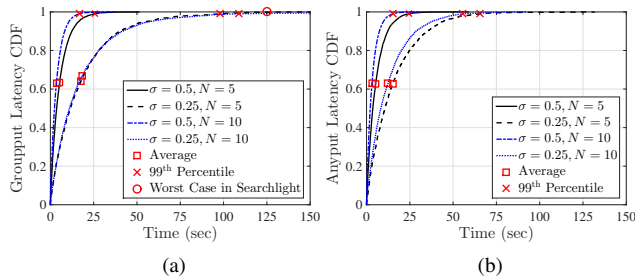 Groupput Latency CDF
1
0.8
0.6
0.4
0.2
0
0 25 50 75 100 125 150
Time (sec)
σ = 0.5, N = 5
σ = 0.25, N = 5
σ = 0.5, N = 10
σ = 0.25, N = 10
Average
99th Percentile
Worst Case in Searchlight
(a)
Anyput Latency CDF
1
0.8
0.6
0.4
0.2
0
0 25 50 75 100 125 150
Time (sec)
σ = 0.5, N = 5
σ = 0.25, N = 5
σ = 0.5, N = 10
σ = 0.25, N = 10
Average
99th Percentile
(b)